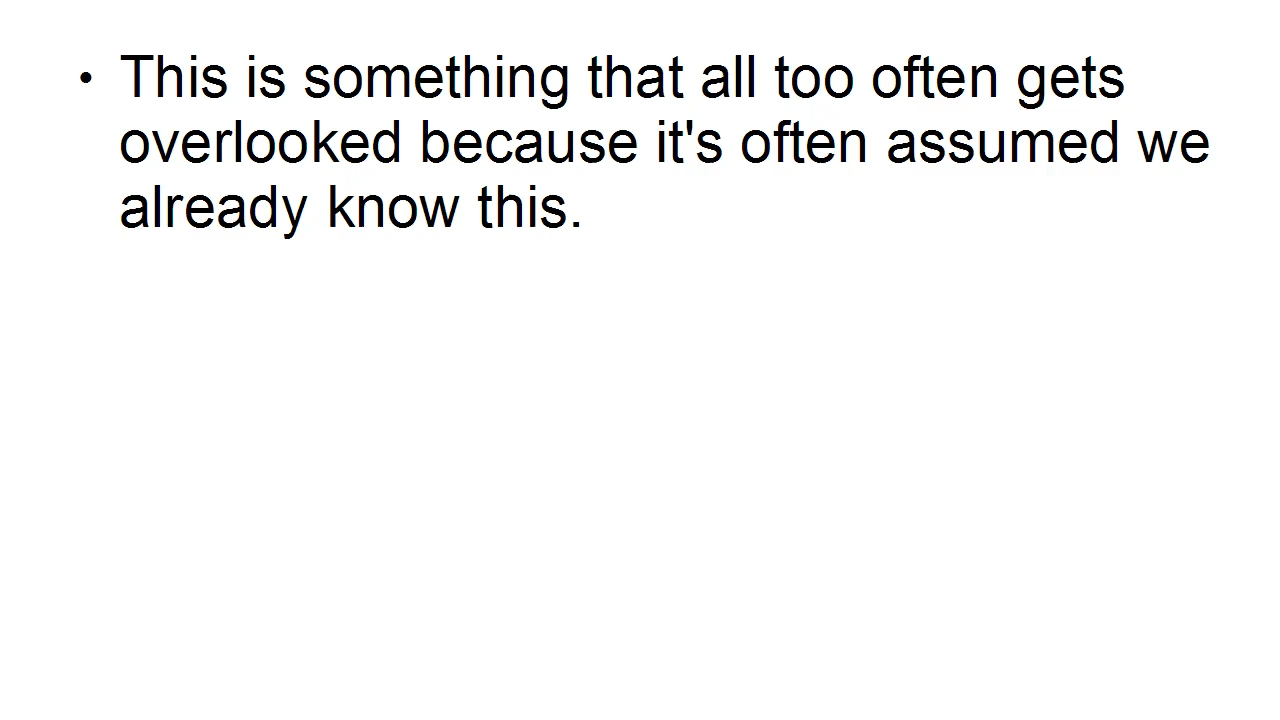 • This is something that all too often gets
overlooked because it's often assumed we
already know this.